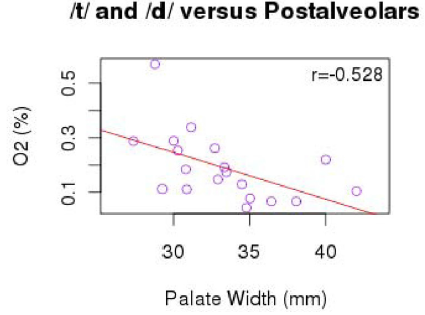 /t/ and /d/ versus Postalveolars
r=-0.528
O2 (%)
0.5
0.3
0.1
30 35 40
Palate Width (mm)